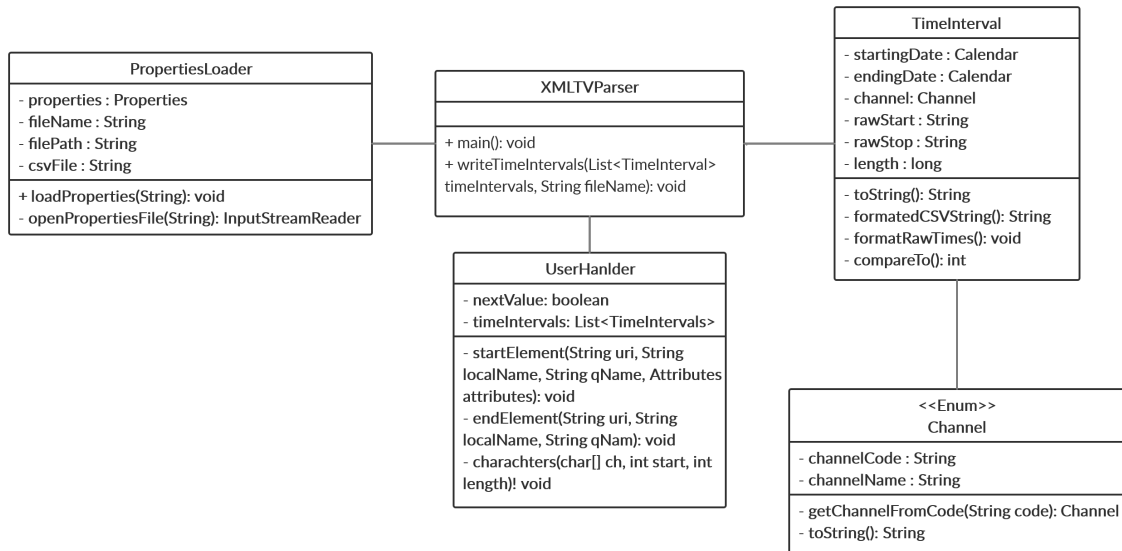 PropertiesLoader
- properties : Properties
- fileName : String
- filePath : String
- csvFile : String
+ loadProperties(String): void
- openPropertiesFile(String): InputStreamReader
XMLTVParser
+ main(): void
+ writeTimeIntervals(List<TimeInterval>
timeIntervals, String fileName): void
TimeInterval
- startingDate : Calendar
- endingDate : Calendar
- channel: Channel
- rawStart : String
- rawStop : String
- length : long
- toString(): String
- formatedCSVString(): String
- formatRawTimes(): void
- compareTo(): int
UserHanlder
- nextValue: boolean
- timeIntervals: List<TimeIntervals>
- startElement(String uri, String
localName, String qName, Attributes
attributes): void
- endElement(String uri, String
localName, String qNam): void
- charachters(char[] ch, int start, int
length)! void
<<Enum>>
Channel
- channelCode : String
- channelName : String
- getChannelFromCode(String code): Channel
- toString(): String